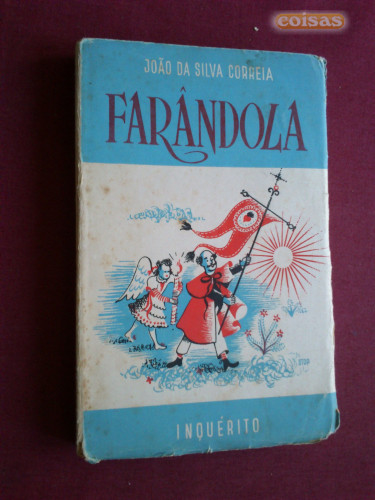 coisas
JOÃO DA SILVA CORREIA
FARÂNDOLA
INQUÉRITO